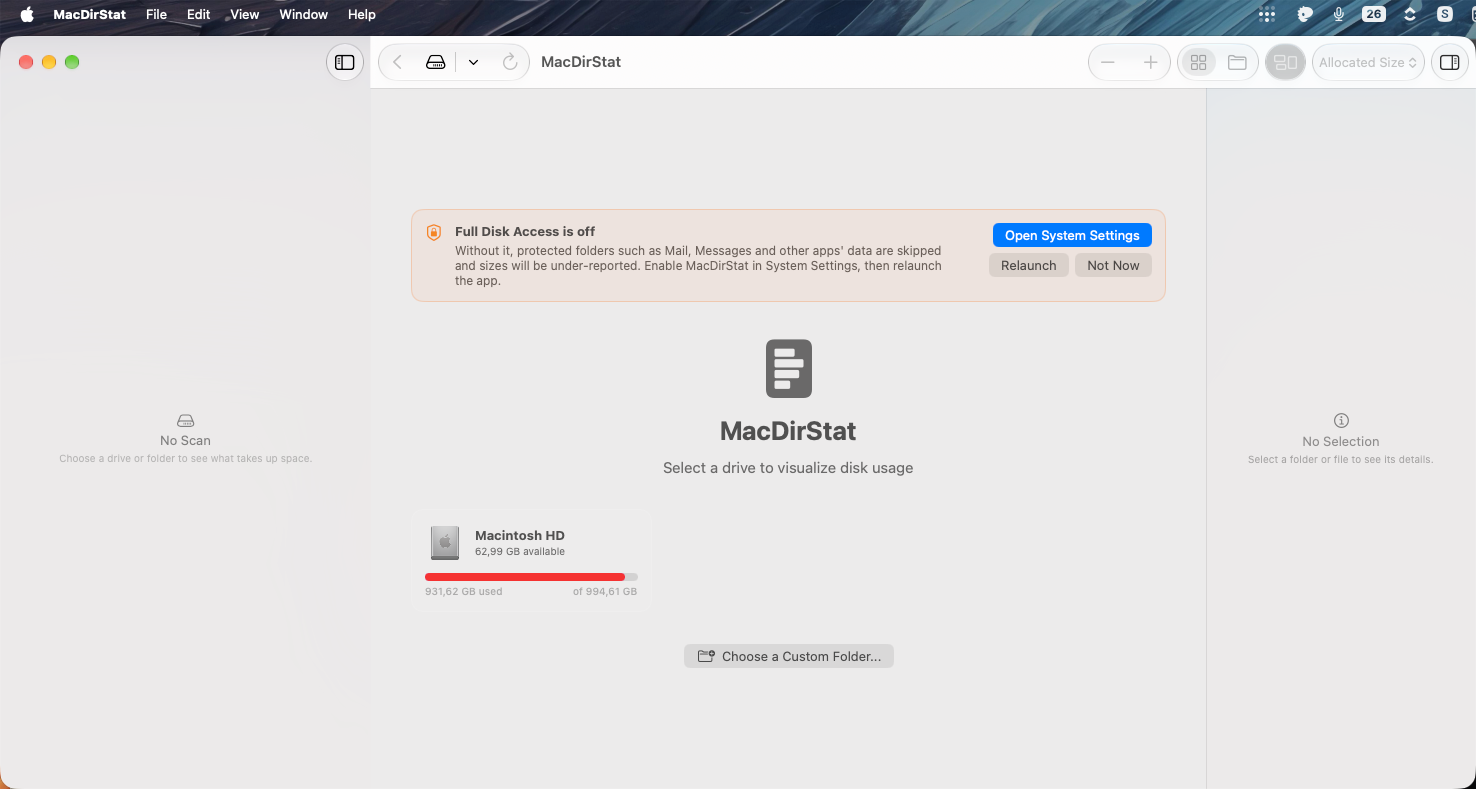 MacDirStat File Edit View Window Help 26 S
MacDirStat
Allocated Size
Full Disk Access is off
Without it, protected folders such as Mail, Messages and other apps' data are skipped
and sizes will be under-reported. Enable MacDirStat in System Settings, then relaunch
the app.
Open System Settings
Relaunch
Not Now
No Scan
Choose a drive or folder to see what takes up space.
MacDirStat
Select a drive to visualize disk usage
Macintosh HD
62,99 GB available
931,62 GB used
of 994,61 GB
Choose a Custom Folder...
No Selection
Select a folder or file to see its details.